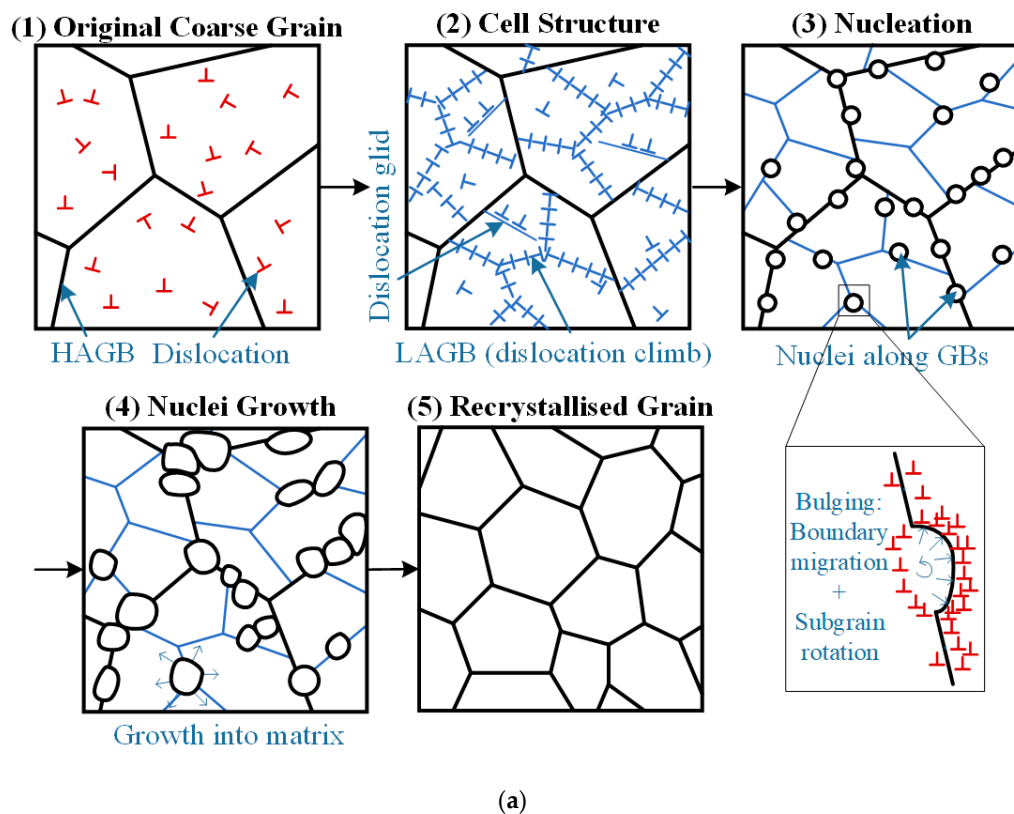 (1) Original Coarse Grain
(2) Cell Structure
(3) Nucleation
Dislocation glid
HAGB
Dislocation
LAGB (dislocation climb)
Nuclei along GBs
(4) Nuclei Growth
(5) Recrystallised Grain
Bulging:
Boundary
migration
+
Subgrain
rotation
Growth into matrix
(a)